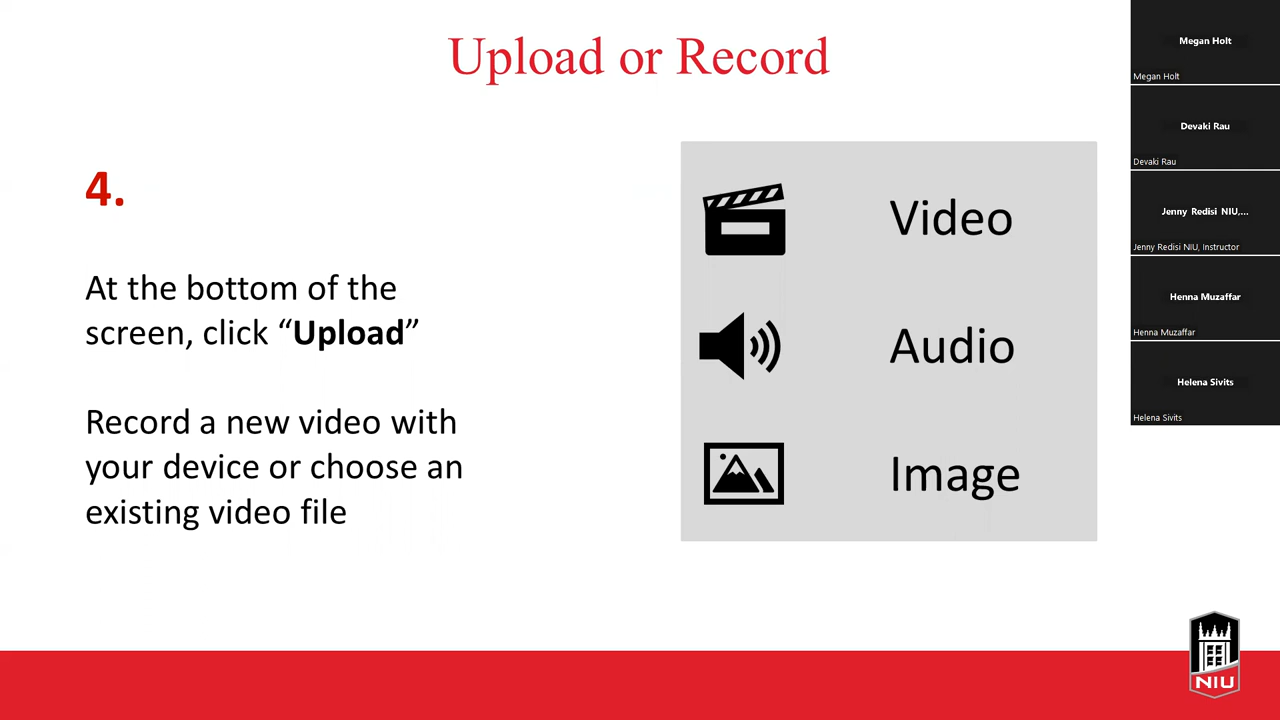 Upload or Record
4.
At the bottom of the
screen, click “Upload”
Record a new video with
your device or choose an
existing video file
Video
Audio
Image
Megan Holt
Megan Holt
Devaki Rau
Devaki Rau
Jenny Redisi NIU,...
Jenny Redisi NIU, Instructor
Henna Muzaffar
Henna Muzaffar
Helena Sivits
Helena Sivits
NIU